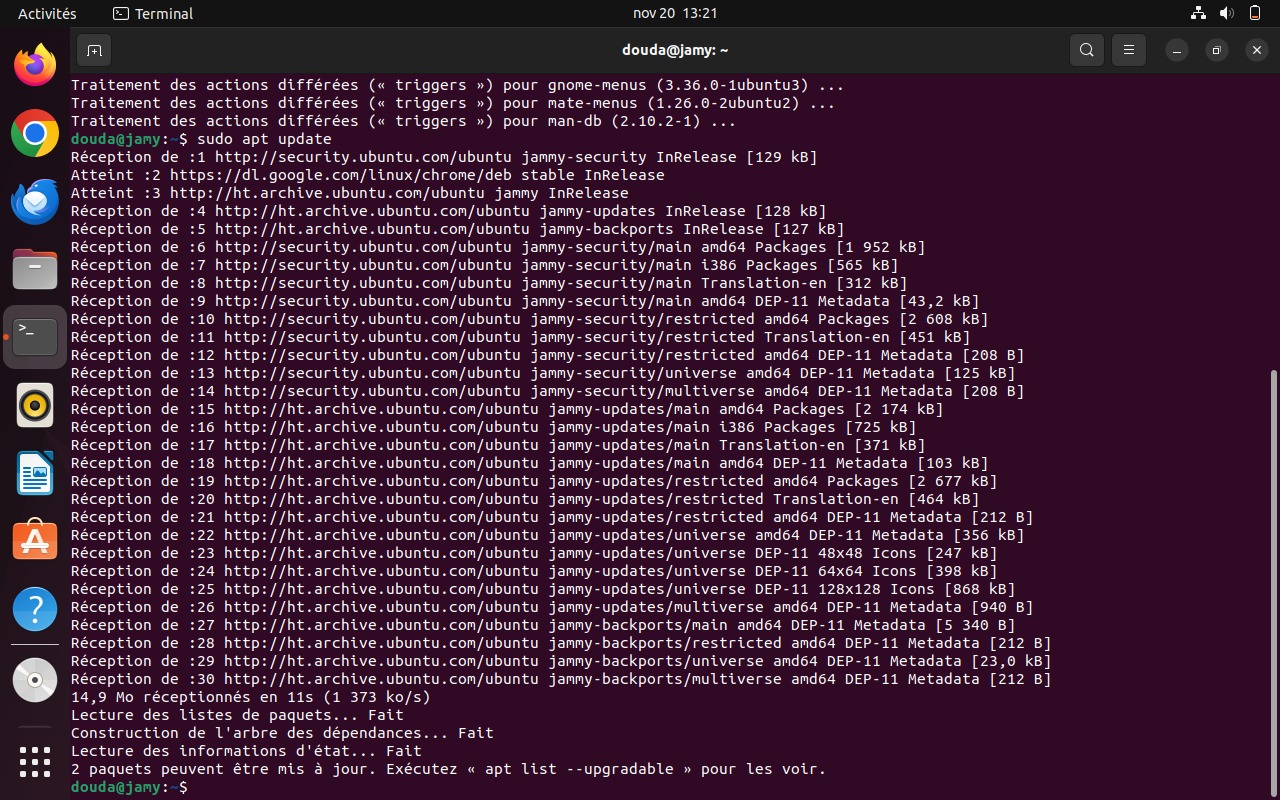 Activités
Terminal
nov 20 13:21
douda@jamy: ~
Traitement des actions différées (« triggers ») pour gnome-menus (3.36.0-1ubuntu3) ...
Traitement des actions différées (« triggers ») pour mate-menus (1.26.0-2ubuntu2) ...
Traitement des actions différées (« triggers ») pour man-db (2.10.2-1) ...
douda@jamy:~$ sudo apt update
Réception de :1 http://security.ubuntu.com/ubuntu jammy-security InRelease [129 kB]
Atteint :2 https://dl.google.com/linux/chrome/deb stable InRelease
Atteint :3 http://ht.archive.ubuntu.com/ubuntu jammy InRelease
Réception de :4 http://ht.archive.ubuntu.com/ubuntu jammy-updates InRelease [128 kB]
Réception de :5 http://ht.archive.ubuntu.com/ubuntu jammy-backports InRelease [127 kB]
Réception de :6 http://security.ubuntu.com/ubuntu jammy-security/main amd64 Packages [1 952 kB]
Réception de :7 http://security.ubuntu.com/ubuntu jammy-security/main i386 Packages [565 kB]
Réception de :8 http://security.ubuntu.com/ubuntu jammy-security/main Translation-en [312 kB]
Réception de :9 http://security.ubuntu.com/ubuntu jammy-security/main amd64 DEP-11 Metadata [43,2 kB]
Réception de :10 http://security.ubuntu.com/ubuntu jammy-security/restricted amd64 Packages [2 608 kB]
Réception de :11 http://security.ubuntu.com/ubuntu jammy-security/restricted Translation-en [451 kB]
Réception de :12 http://security.ubuntu.com/ubuntu jammy-security/restricted amd64 DEP-11 Metadata [208 B]
Réception de :13 http://security.ubuntu.com/ubuntu jammy-security/universe amd64 DEP-11 Metadata [125 kB]
Réception de :14 http://security.ubuntu.com/ubuntu jammy-security/multiverse amd64 DEP-11 Metadata [208 B]
Réception de :15 http://ht.archive.ubuntu.com/ubuntu jammy-updates/main amd64 Packages [2 174 kB]
Réception de :16 http://ht.archive.ubuntu.com/ubuntu jammy-updates/main i386 Packages [725 kB]
Réception de :17 http://ht.archive.ubuntu.com/ubuntu jammy-updates/main Translation-en [371 kB]
Réception de :18 http://ht.archive.ubuntu.com/ubuntu jammy-updates/main amd64 DEP-11 Metadata [103 kB]
Réception de :19 http://ht.archive.ubuntu.com/ubuntu jammy-updates/restricted amd64 Packages [2 677 kB]
Réception de :20 http://ht.archive.ubuntu.com/ubuntu jammy-updates/restricted Translation-en [464 kB]
Réception de :21 http://ht.archive.ubuntu.com/ubuntu jammy-updates/restricted amd64 DEP-11 Metadata [212 B]
Réception de :22 http://ht.archive.ubuntu.com/ubuntu jammy-updates/universe amd64 DEP-11 Metadata [356 kB]
Réception de :23 http://ht.archive.ubuntu.com/ubuntu jammy-updates/universe DEP-11 48x48 Icons [247 kB]
Réception de :24 http://ht.archive.ubuntu.com/ubuntu jammy-updates/universe DEP-11 64x64 Icons [398 kB]
Réception de :25 http://ht.archive.ubuntu.com/ubuntu jammy-updates/universe DEP-11 128x128 Icons [868 kB]
Réception de :26 http://ht.archive.ubuntu.com/ubuntu jammy-updates/multiverse amd64 DEP-11 Metadata [940 B]
Réception de :27 http://ht.archive.ubuntu.com/ubuntu jammy-backports/main amd64 DEP-11 Metadata [5 340 B]
Réception de :28 http://ht.archive.ubuntu.com/ubuntu jammy-backports/restricted amd64 DEP-11 Metadata [212 B]
Réception de :29 http://ht.archive.ubuntu.com/ubuntu jammy-backports/universe amd64 DEP-11 Metadata [23,0 kB]
Réception de :30 http://ht.archive.ubuntu.com/ubuntu jammy-backports/multiverse amd64 DEP-11 Metadata [212 B]
14,9 Mo réceptionnés en 11s (1 373 ko/s)
Lecture des listes de paquets... Fait
Construction de l'arbre des dépendances... Fait
Lecture des informations d'état... Fait
2 paquets peuvent être mis à jour. Exécutez « apt list --upgradable » pour les voir.
douda@jamy:~$